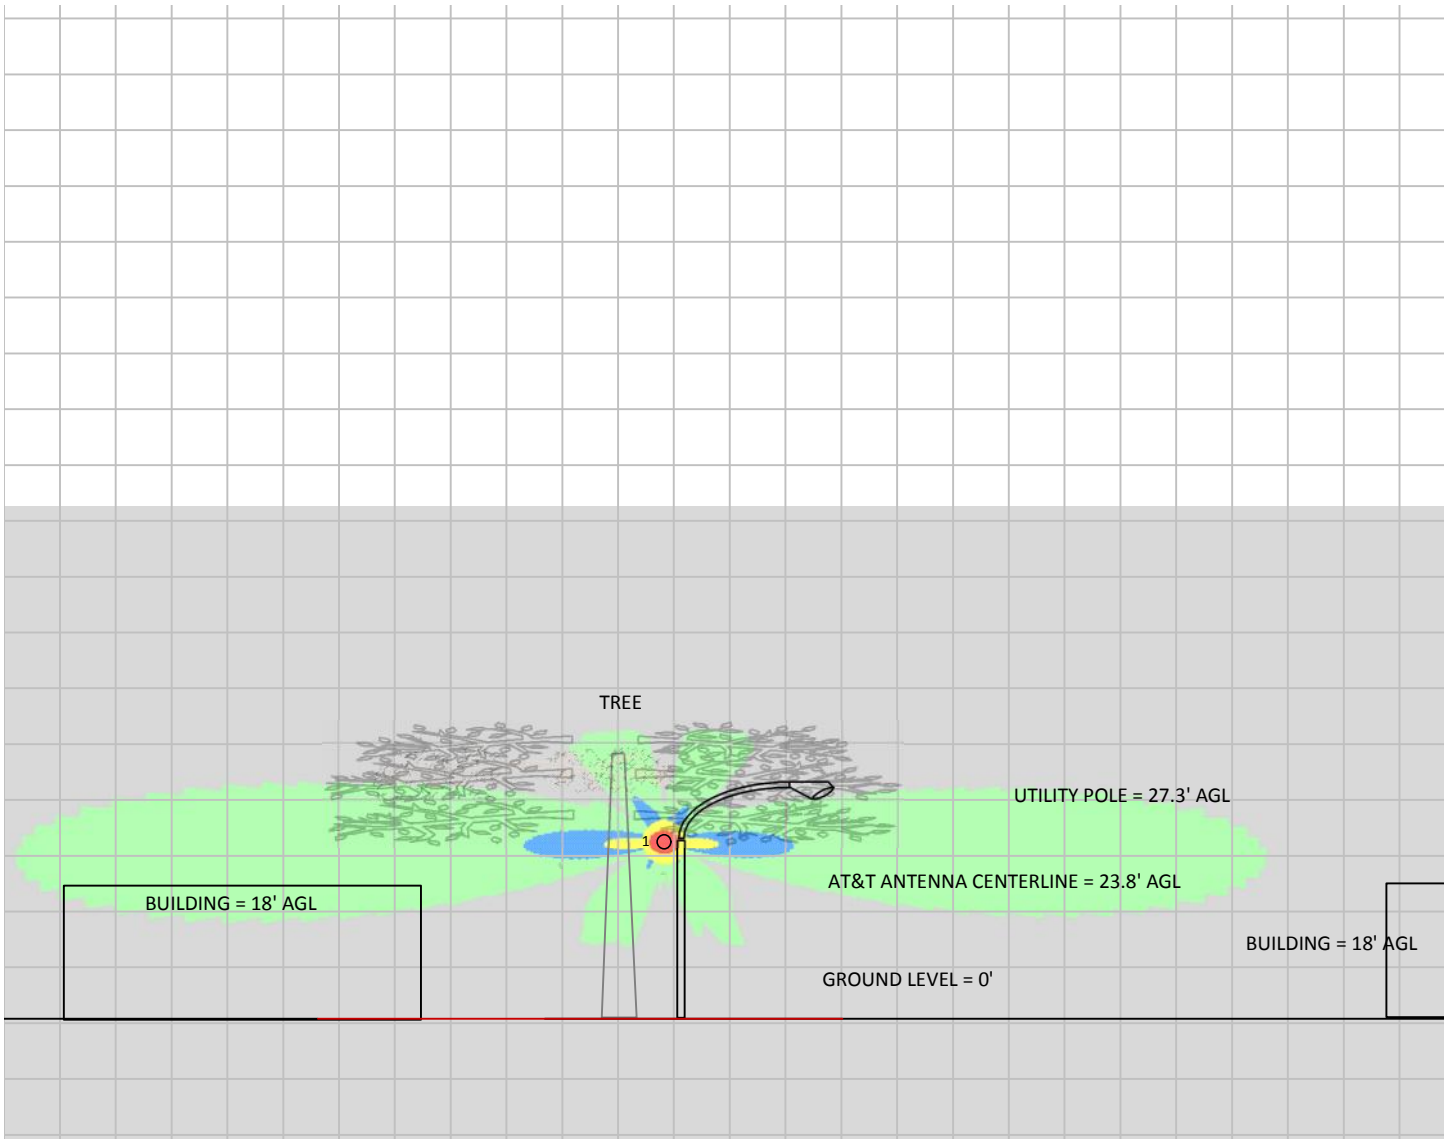 TREE
UTILITY POLE = 27.3' AGL
1
AT&T ANTENNA CENTERLINE = 23.8' AGL
BUILDING = 18' AGL
BUILDING = 18' AGL
GROUND LEVEL = 0'